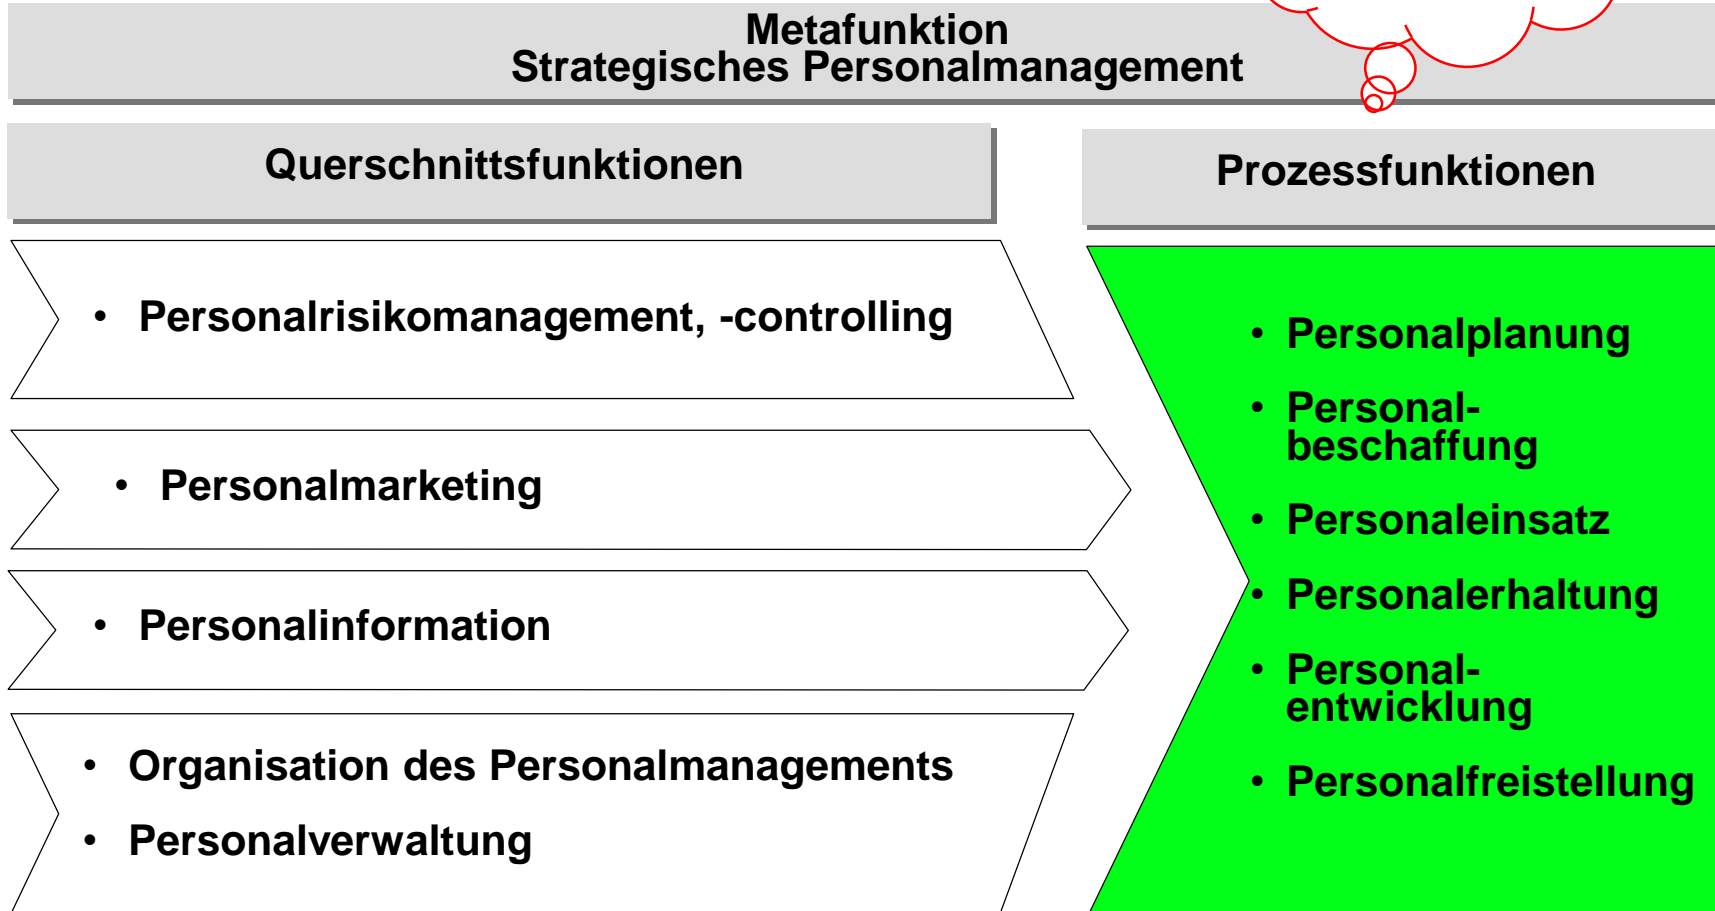 Metafunktion
Strategisches Personalmanagement
Querschnittsfunktionen
• Personalrisikomanagement, -controlling
• Personalmarketing
• Personalinformation
• Organisation des Personalmanagements
• Personalverwaltung
Prozessfunktionen
• Personalplanung
• Personal-
beschaffung
• Personaleinsatz
• Personalerhaltung
• Personal-
entwicklung
• Personalfreistellung